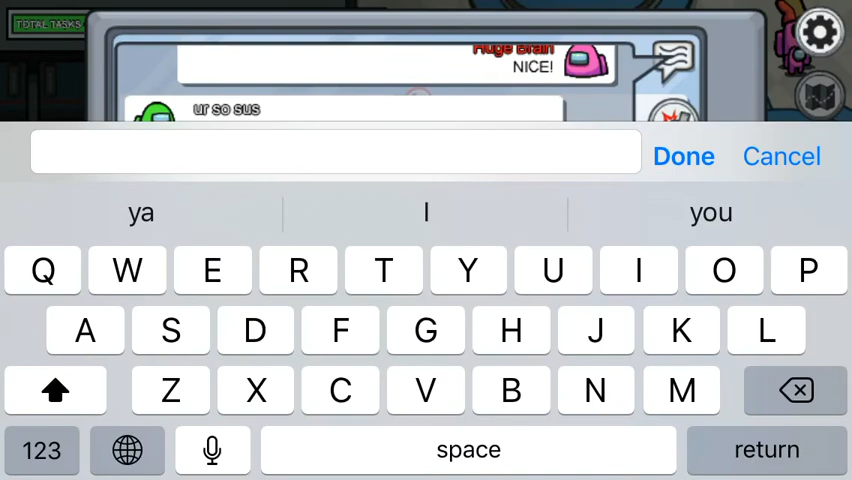 TOTAL TASKS
Huge Brain
NICE!
ur so sus
Done Cancel
ya I you
Q W E R T Y U I O P
A S D F G H J K L
Z X C V B N M
123 space return